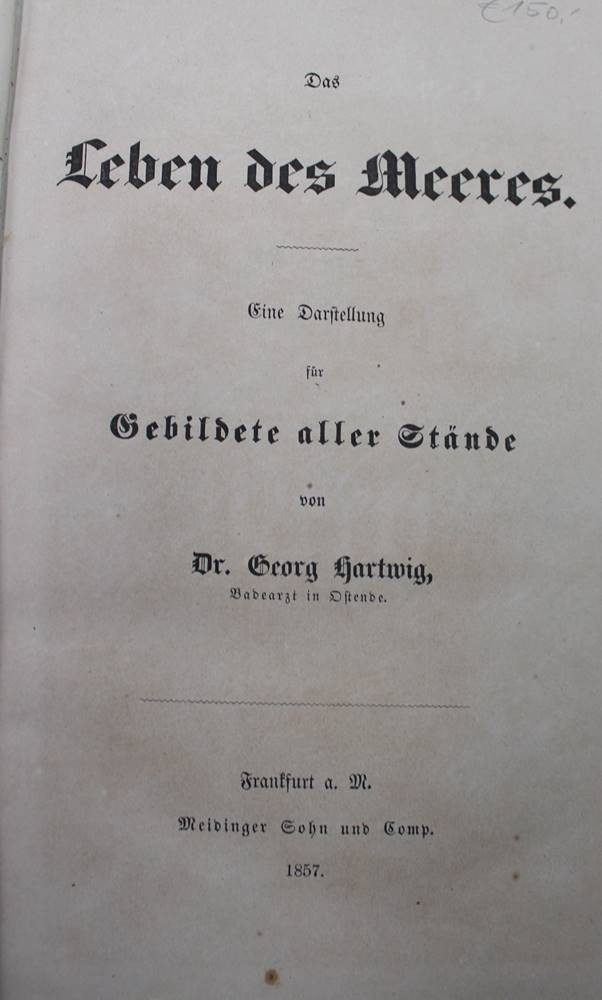 €150,-
Das
Leben des Meeres.
Eine Darstellung
für
Gebildete aller Stände
von
Dr. Georg Hartwig,
Badearzt in Ostende.
Frankfurt a. M.
Meidinger Sohn und Comp.
1857.